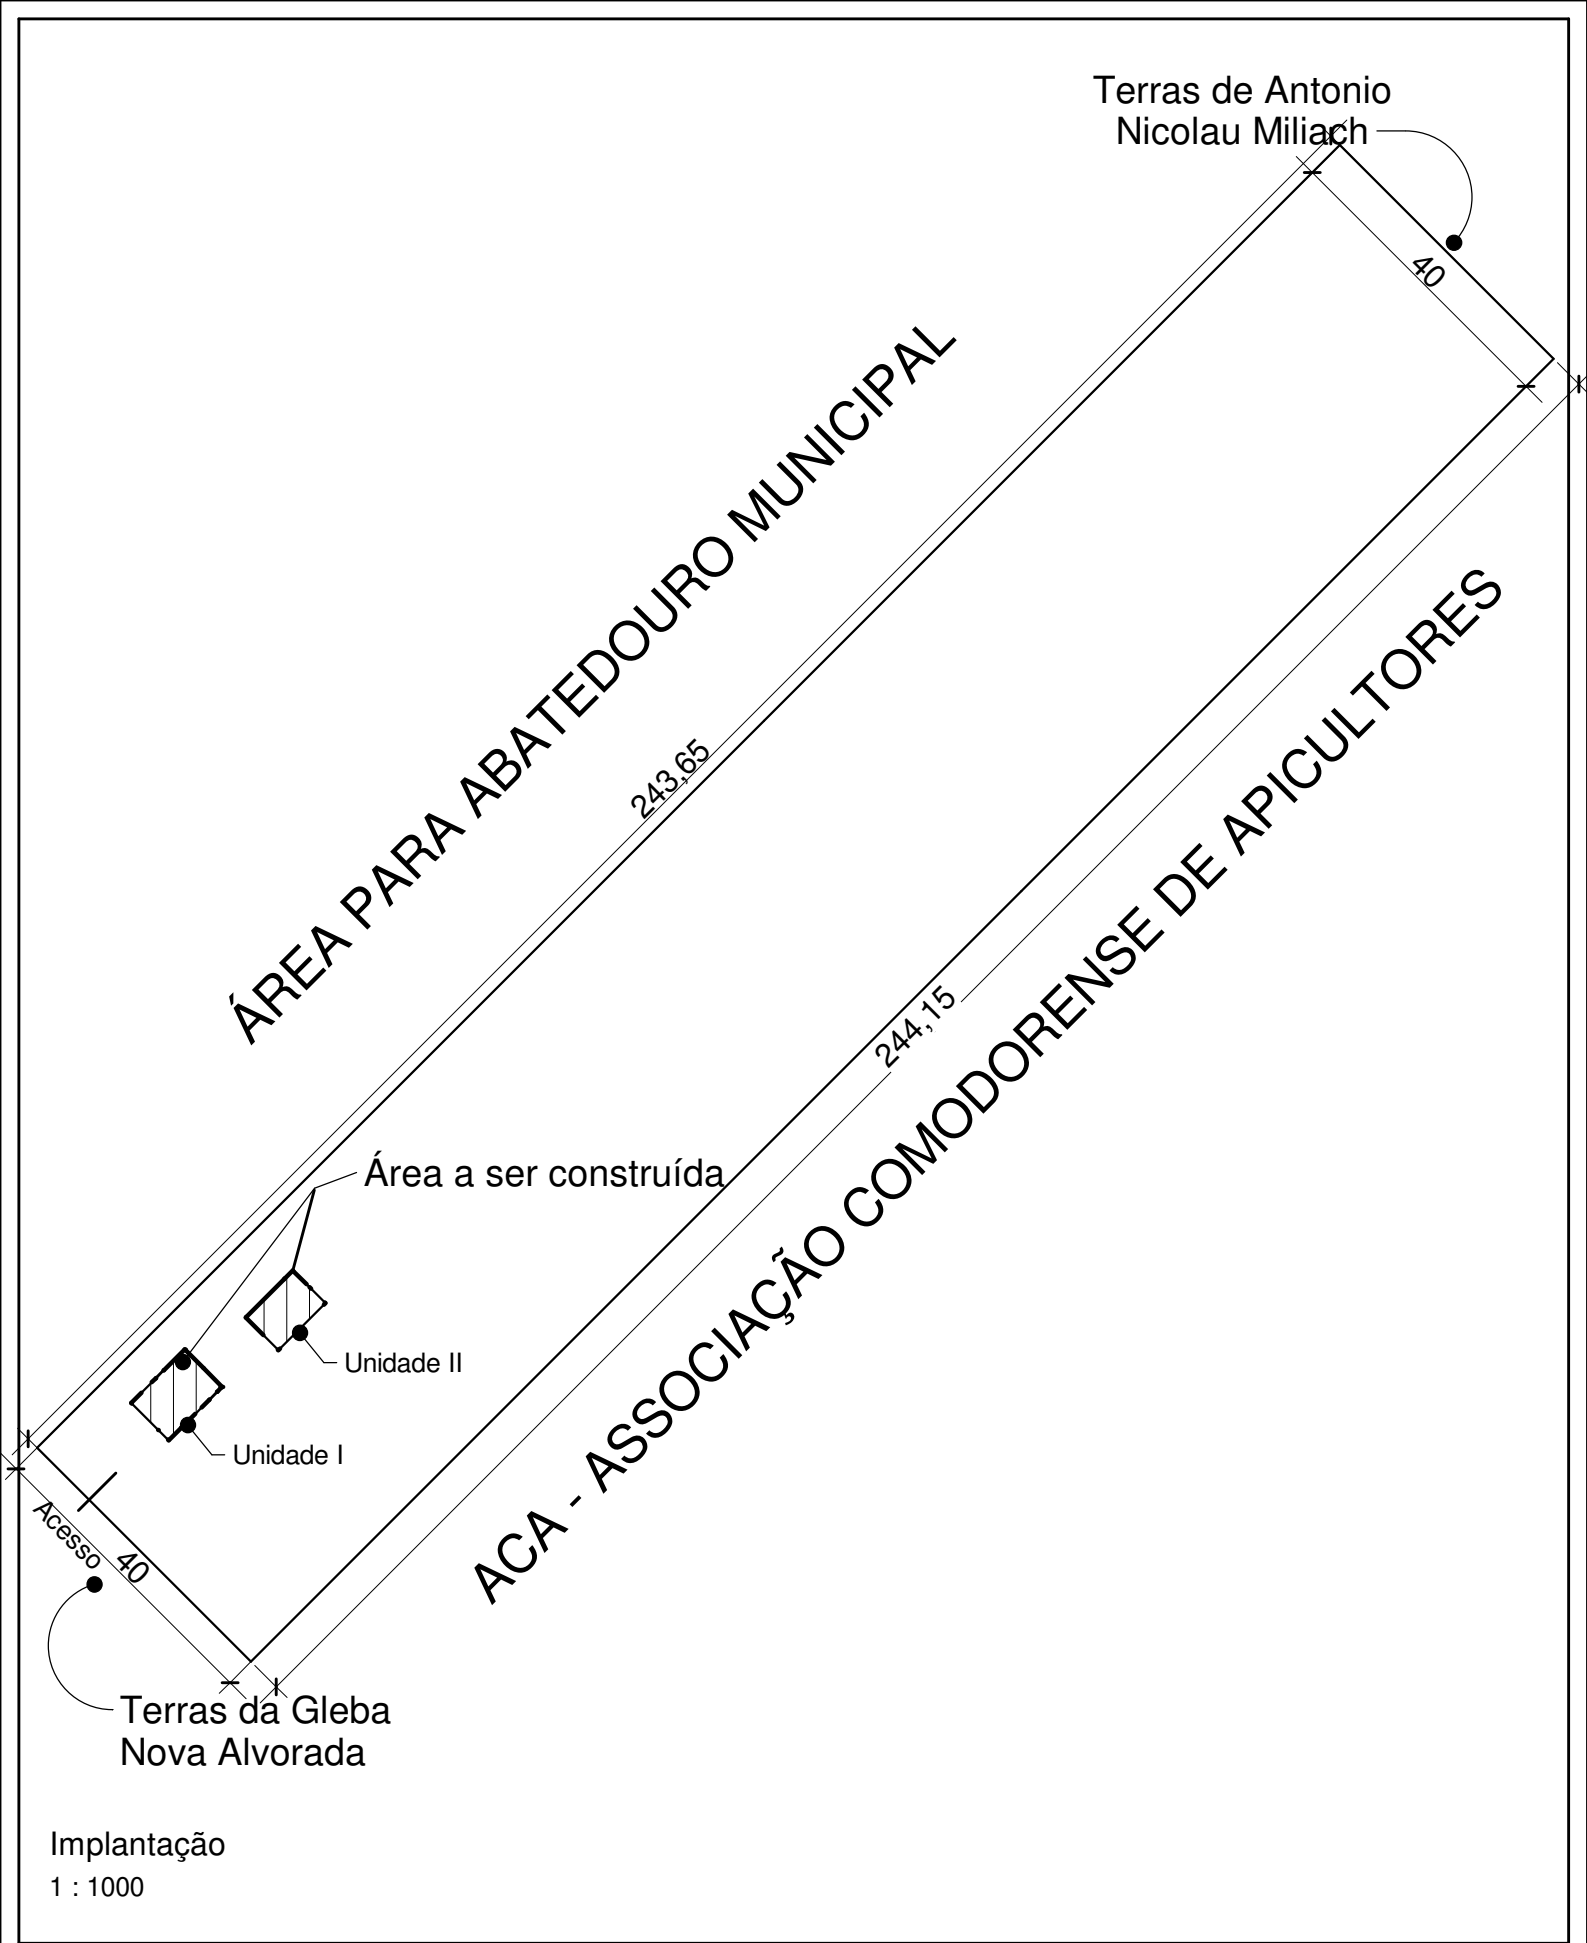 Terras de Antonio
Nicolau Miliach
40
ÁREA PARA ABATEDOURO MUNICIPAL
243,65
244,15
ACA - ASSOCIAÇÃO COMODORENSE DE APICULTORES
Área a ser construída
Unidade II
Unidade I
Acesso
40
Terras da Gleba
Nova Alvorada
Implantação
1 : 1000